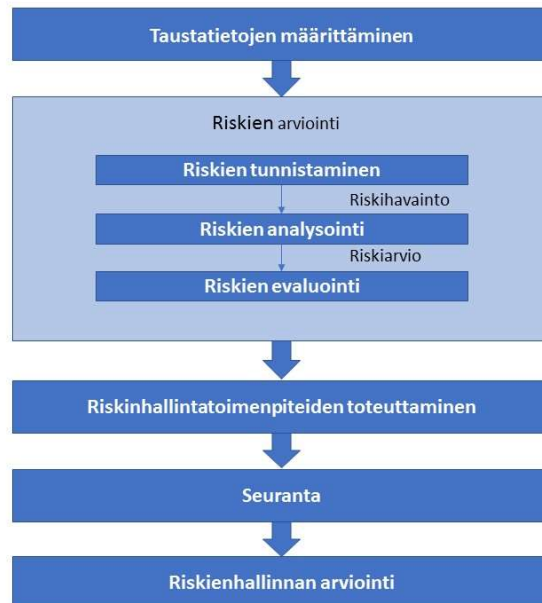 Taustatietojen määrittäminen
Riskien arviointi
Riskien tunnistaminen
Riskihavainto
Riskien analysointi
Riskiarvio
Riskien evaluointi
Riskinhallintatoimenpiteiden toteuttaminen
Seuranta
Riskienhallinnan arviointi